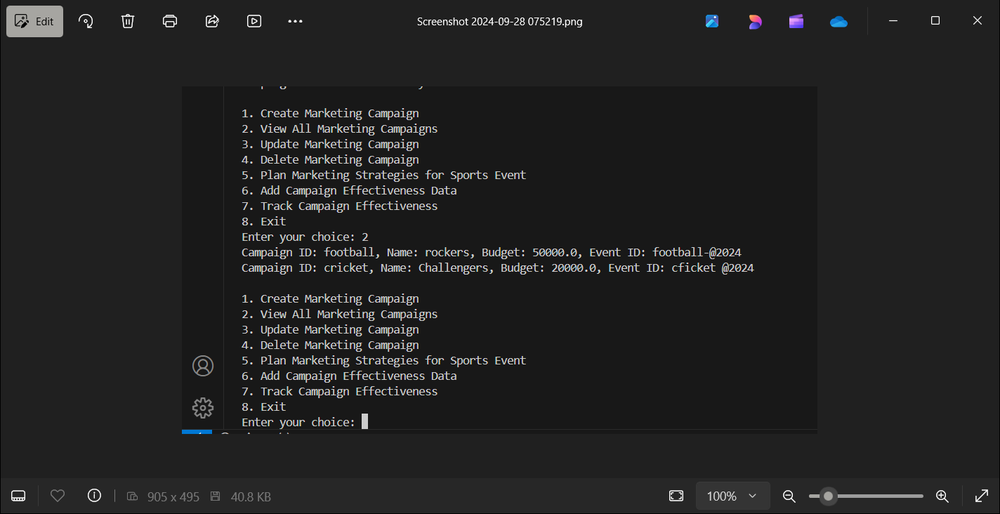 Edit
Screenshot 2024-09-28 075219.png
1. Create Marketing Campaign
2. View All Marketing Campaigns
3. Update Marketing Campaign
4. Delete Marketing Campaign
5. Plan Marketing Strategies for Sports Event
6. Add Campaign Effectiveness Data
7. Track Campaign Effectiveness
8. Exit
Enter your choice: 2
Campaign ID: football, Name: rockers, Budget: 50000.0, Event ID: football-@2024
Campaign ID: cricket, Name: Challengers, Budget: 20000.0, Event ID: cficket @2024
1. Create Marketing Campaign
2. View All Marketing Campaigns
3. Update Marketing Campaign
4. Delete Marketing Campaign
5. Plan Marketing Strategies for Sports Event
6. Add Campaign Effectiveness Data
7. Track Campaign Effectiveness
8. Exit
Enter your choice:
905 x 495 40.8 KB 100%